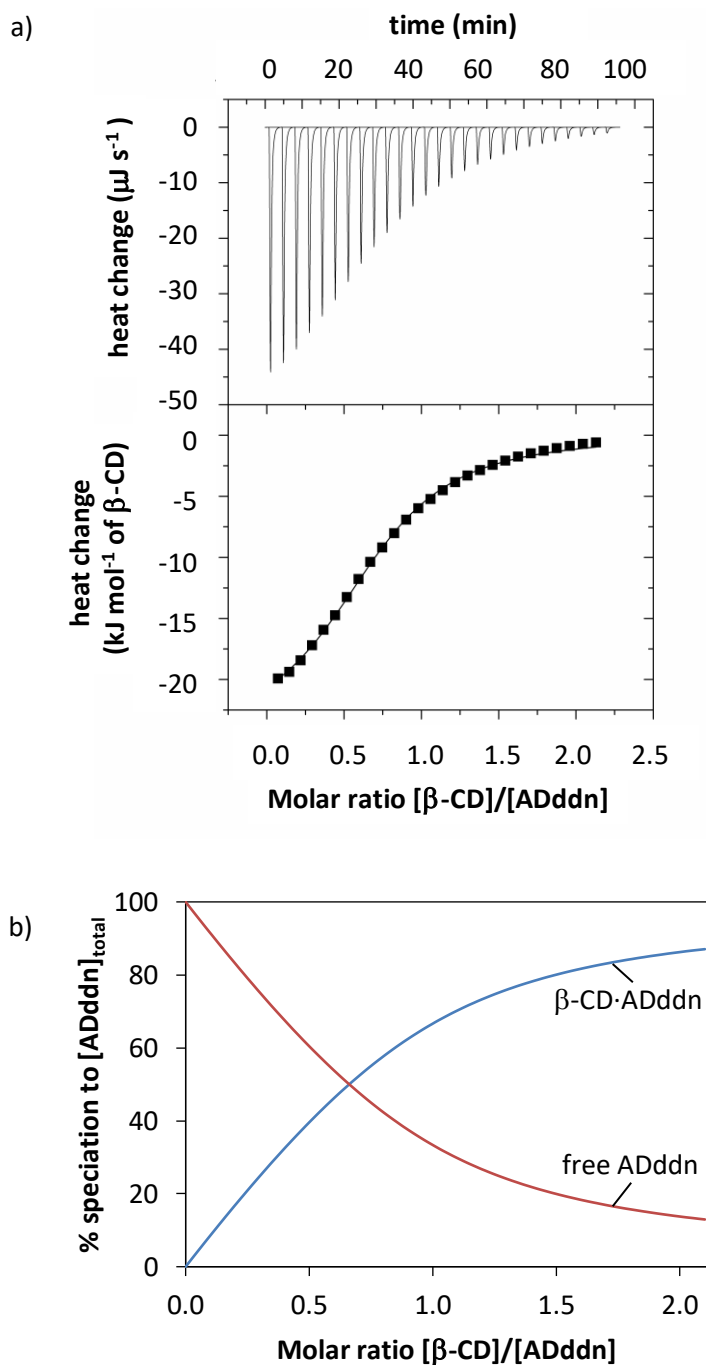 a)
time (min)
0 20 40 60 80 100
heat change (µJ s⁻¹)
0
-10
-20
-30
-40
-50
heat change
(kJ mol⁻¹ of β-CD)
0
-5
-10
-15
-20
0.0 0.5 1.0 1.5 2.0 2.5
Molar ratio [β-CD]/[ADddn]
b)
% speciation to [ADddn]total
100
80
60
40
20
0
β-CD·ADddn
free ADddn
0.0 0.5 1.0 1.5 2.0
Molar ratio [β-CD]/[ADddn]